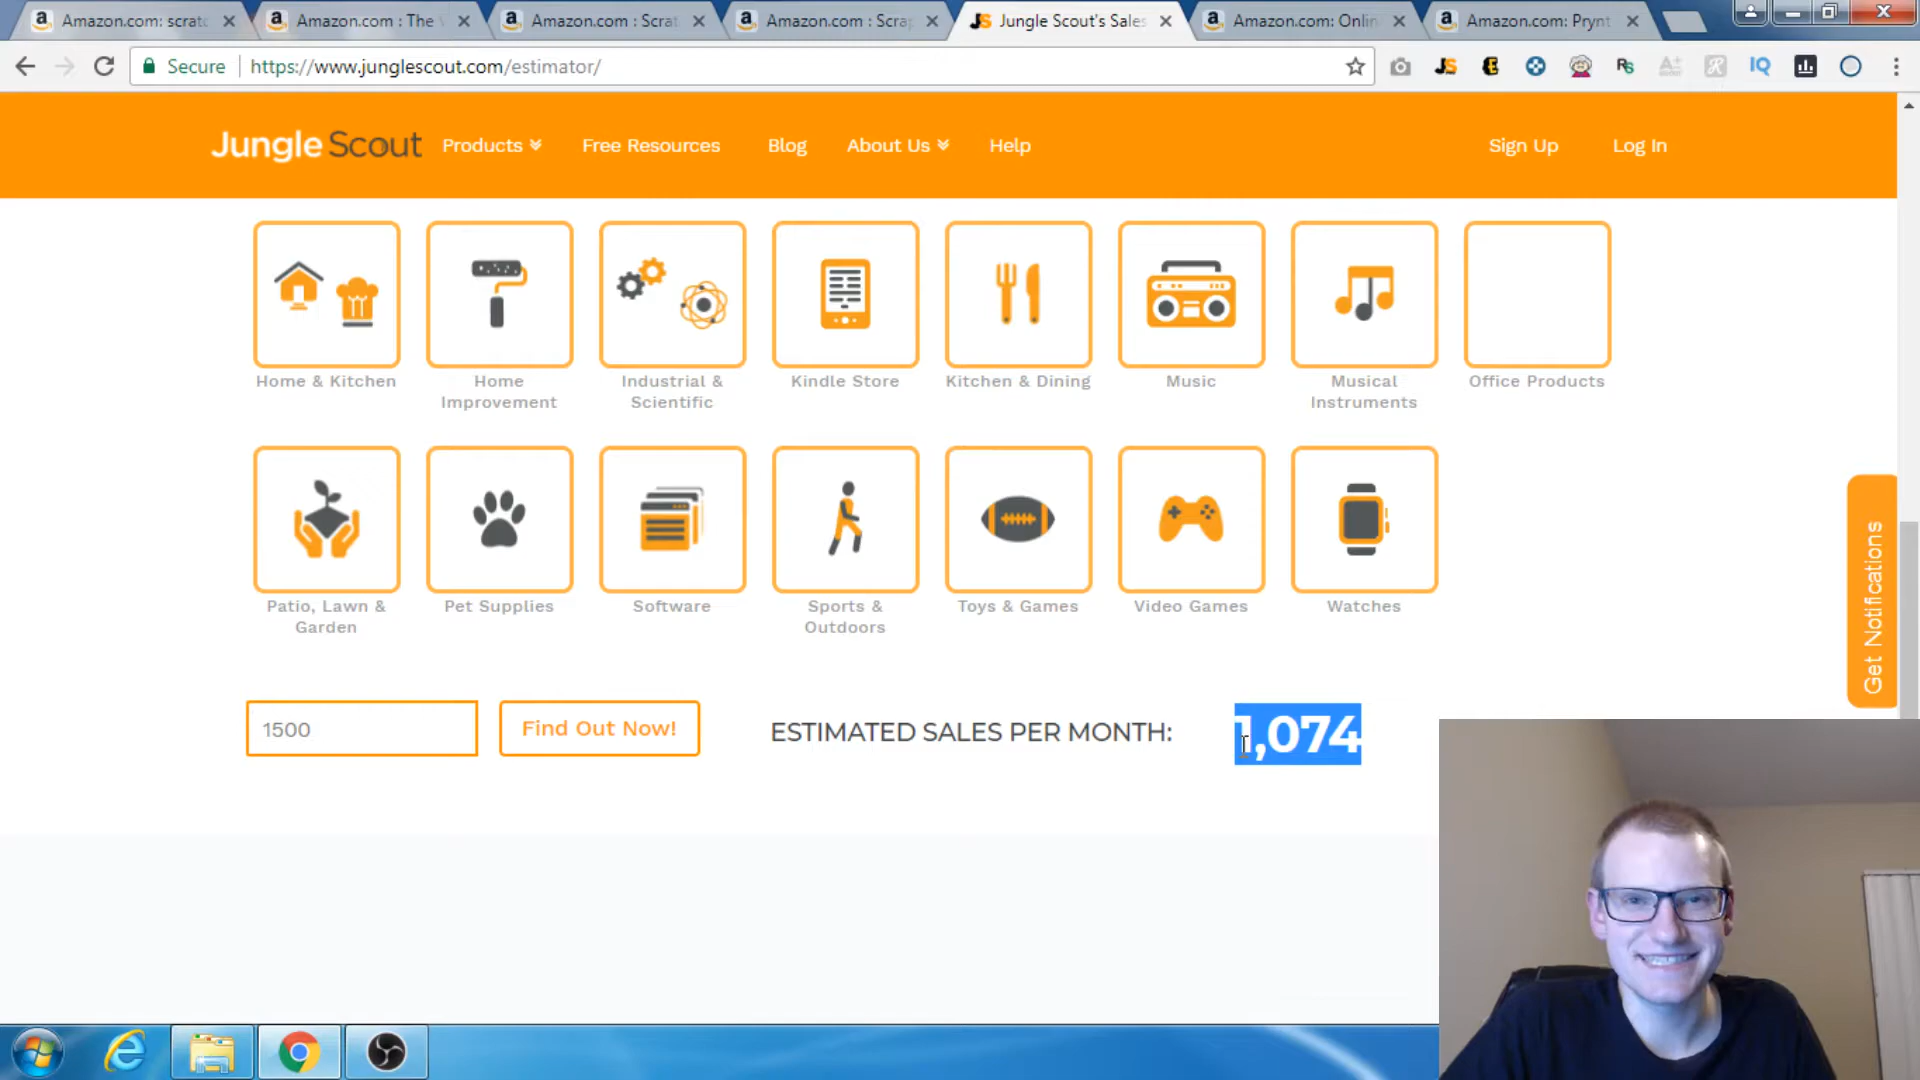 Amazon.com: scratc
Amazon.com : The
Amazon.com : Scrat
Amazon.com : Scrap
Jungle Scout's Sales
Amazon.com: Onlin
Amazon.com: Prynt
Secure
https://www.junglescout.com/estimator/
Jungle Scout
Products
Free Resources
Blog
About Us
Help
Sign Up
Log In
Home & Kitchen
Home
Improvement
Industrial &
Scientific
Kindle Store
Kitchen & Dining
Music
Musical
Instruments
Office Products
Patio, Lawn &
Garden
Pet Supplies
Software
Sports &
Outdoors
Toys & Games
Video Games
Watches
Get Notifications
1500
Find Out Now!
ESTIMATED SALES PER MONTH:
1,074